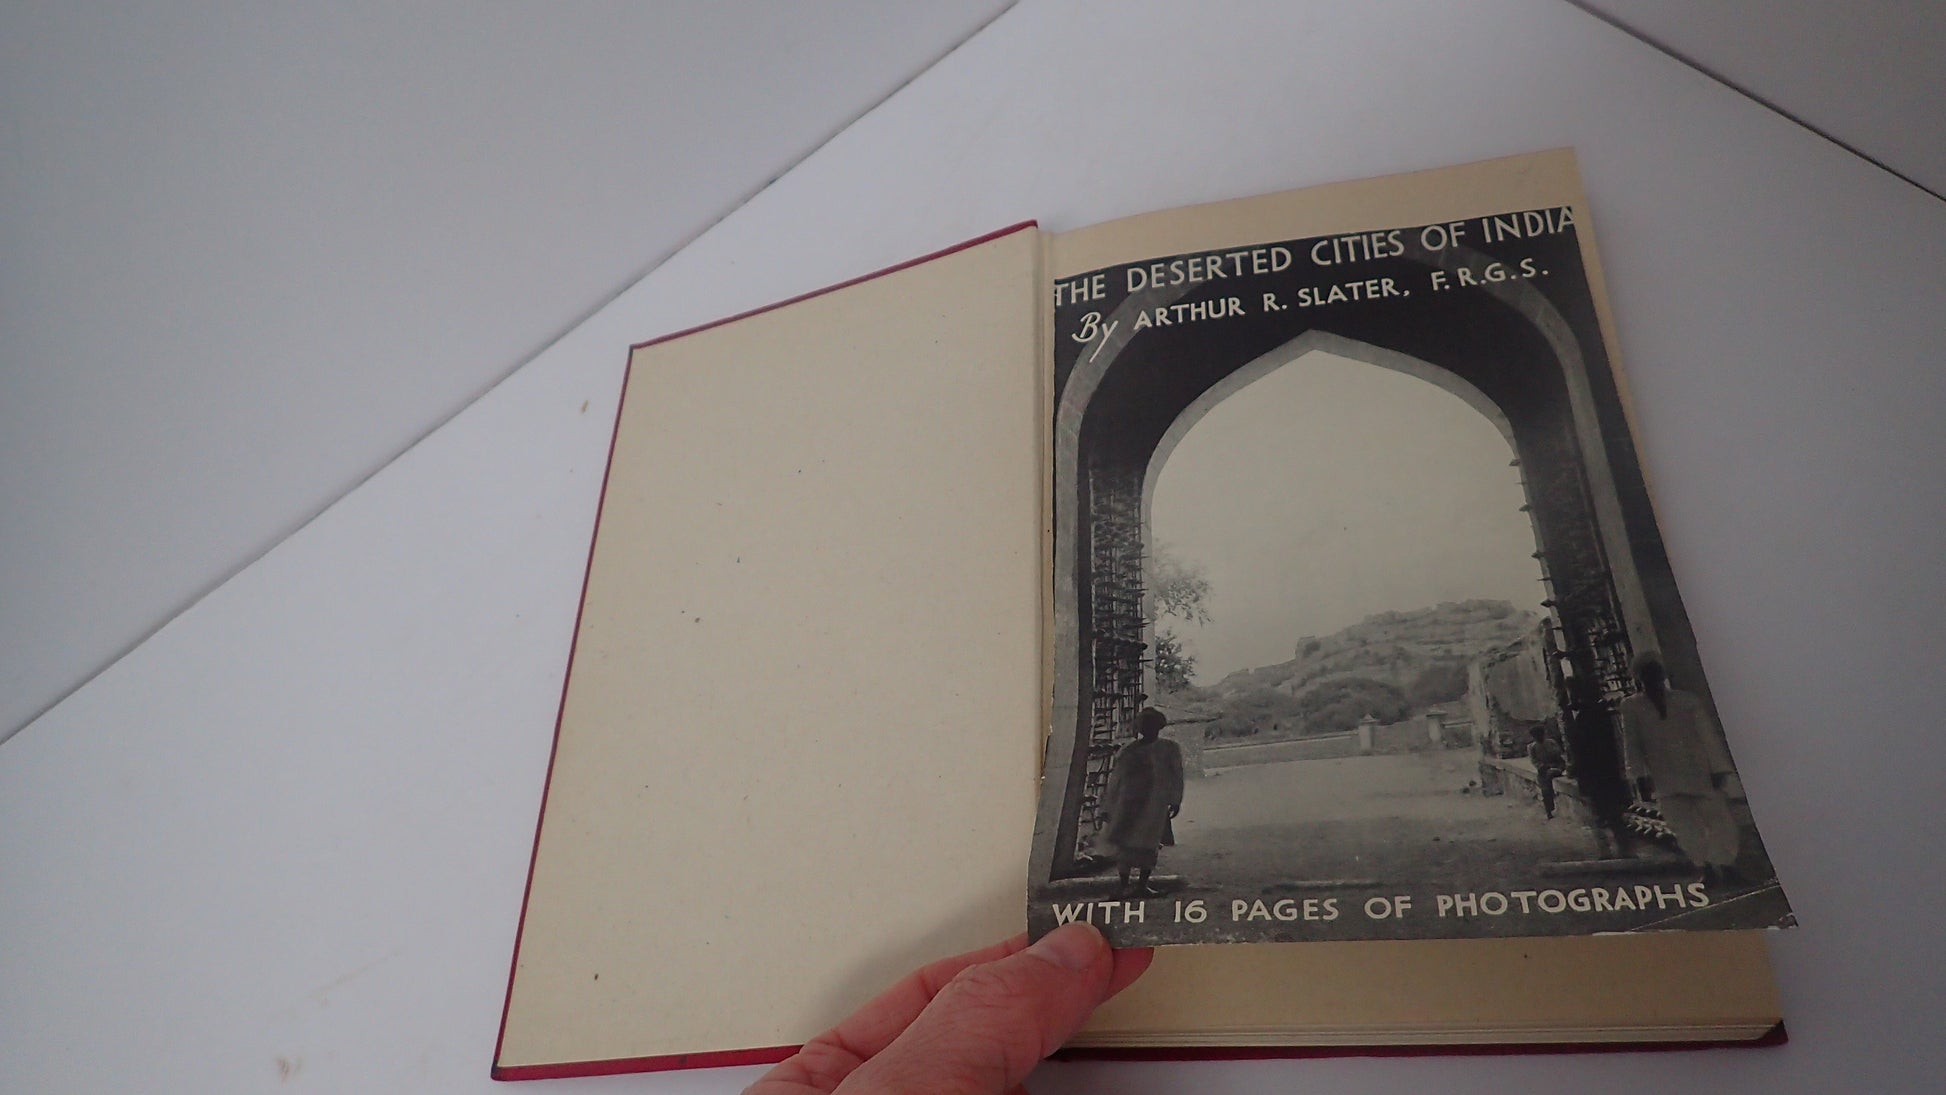 THE DESERTED CITIES OF INDIA
By ARTHUR R. SLATER, F.R.G.S.
WITH 16 PAGES OF PHOTOGRAPHS